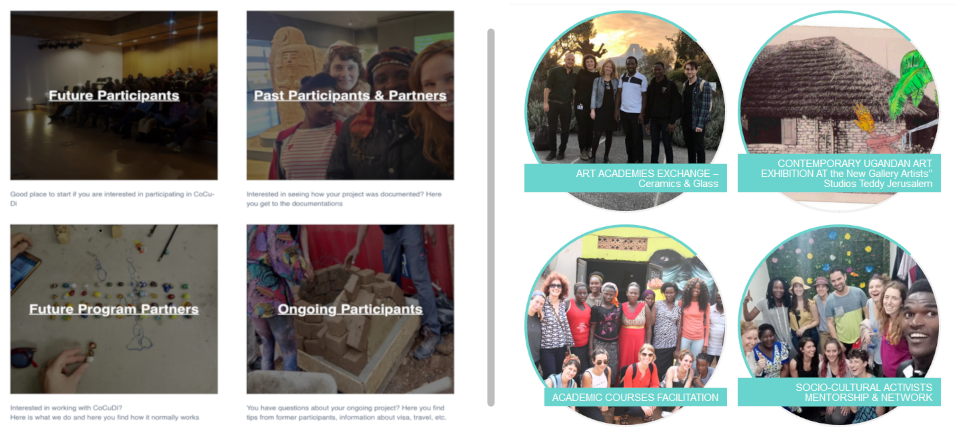 Future Participants
Good place to start if you are interested in participating in CoCu-
Di
Past Participants & Partners
Interested in seeing how your project was documented? Here
you get to the documentations
Future Program Partners
Interested in working with CoCuDi?
Here is what we do and here you find how it normally works
Ongoing Participants
You have questions about your ongoing project? Here you find
tips from former participants, information about visa, travel, etc.
ART ACADEMIES EXCHANGE –
Ceramics & Glass
CONTEMPORARY UGANDAN ART
EXHIBITION AT the New Gallery Artists"
Studios Teddy Jerusalem
ACADEMIC COURSES FACILITATION
SOCIO-CULTURAL ACTIVISTS
MENTORSHIP & NETWORK